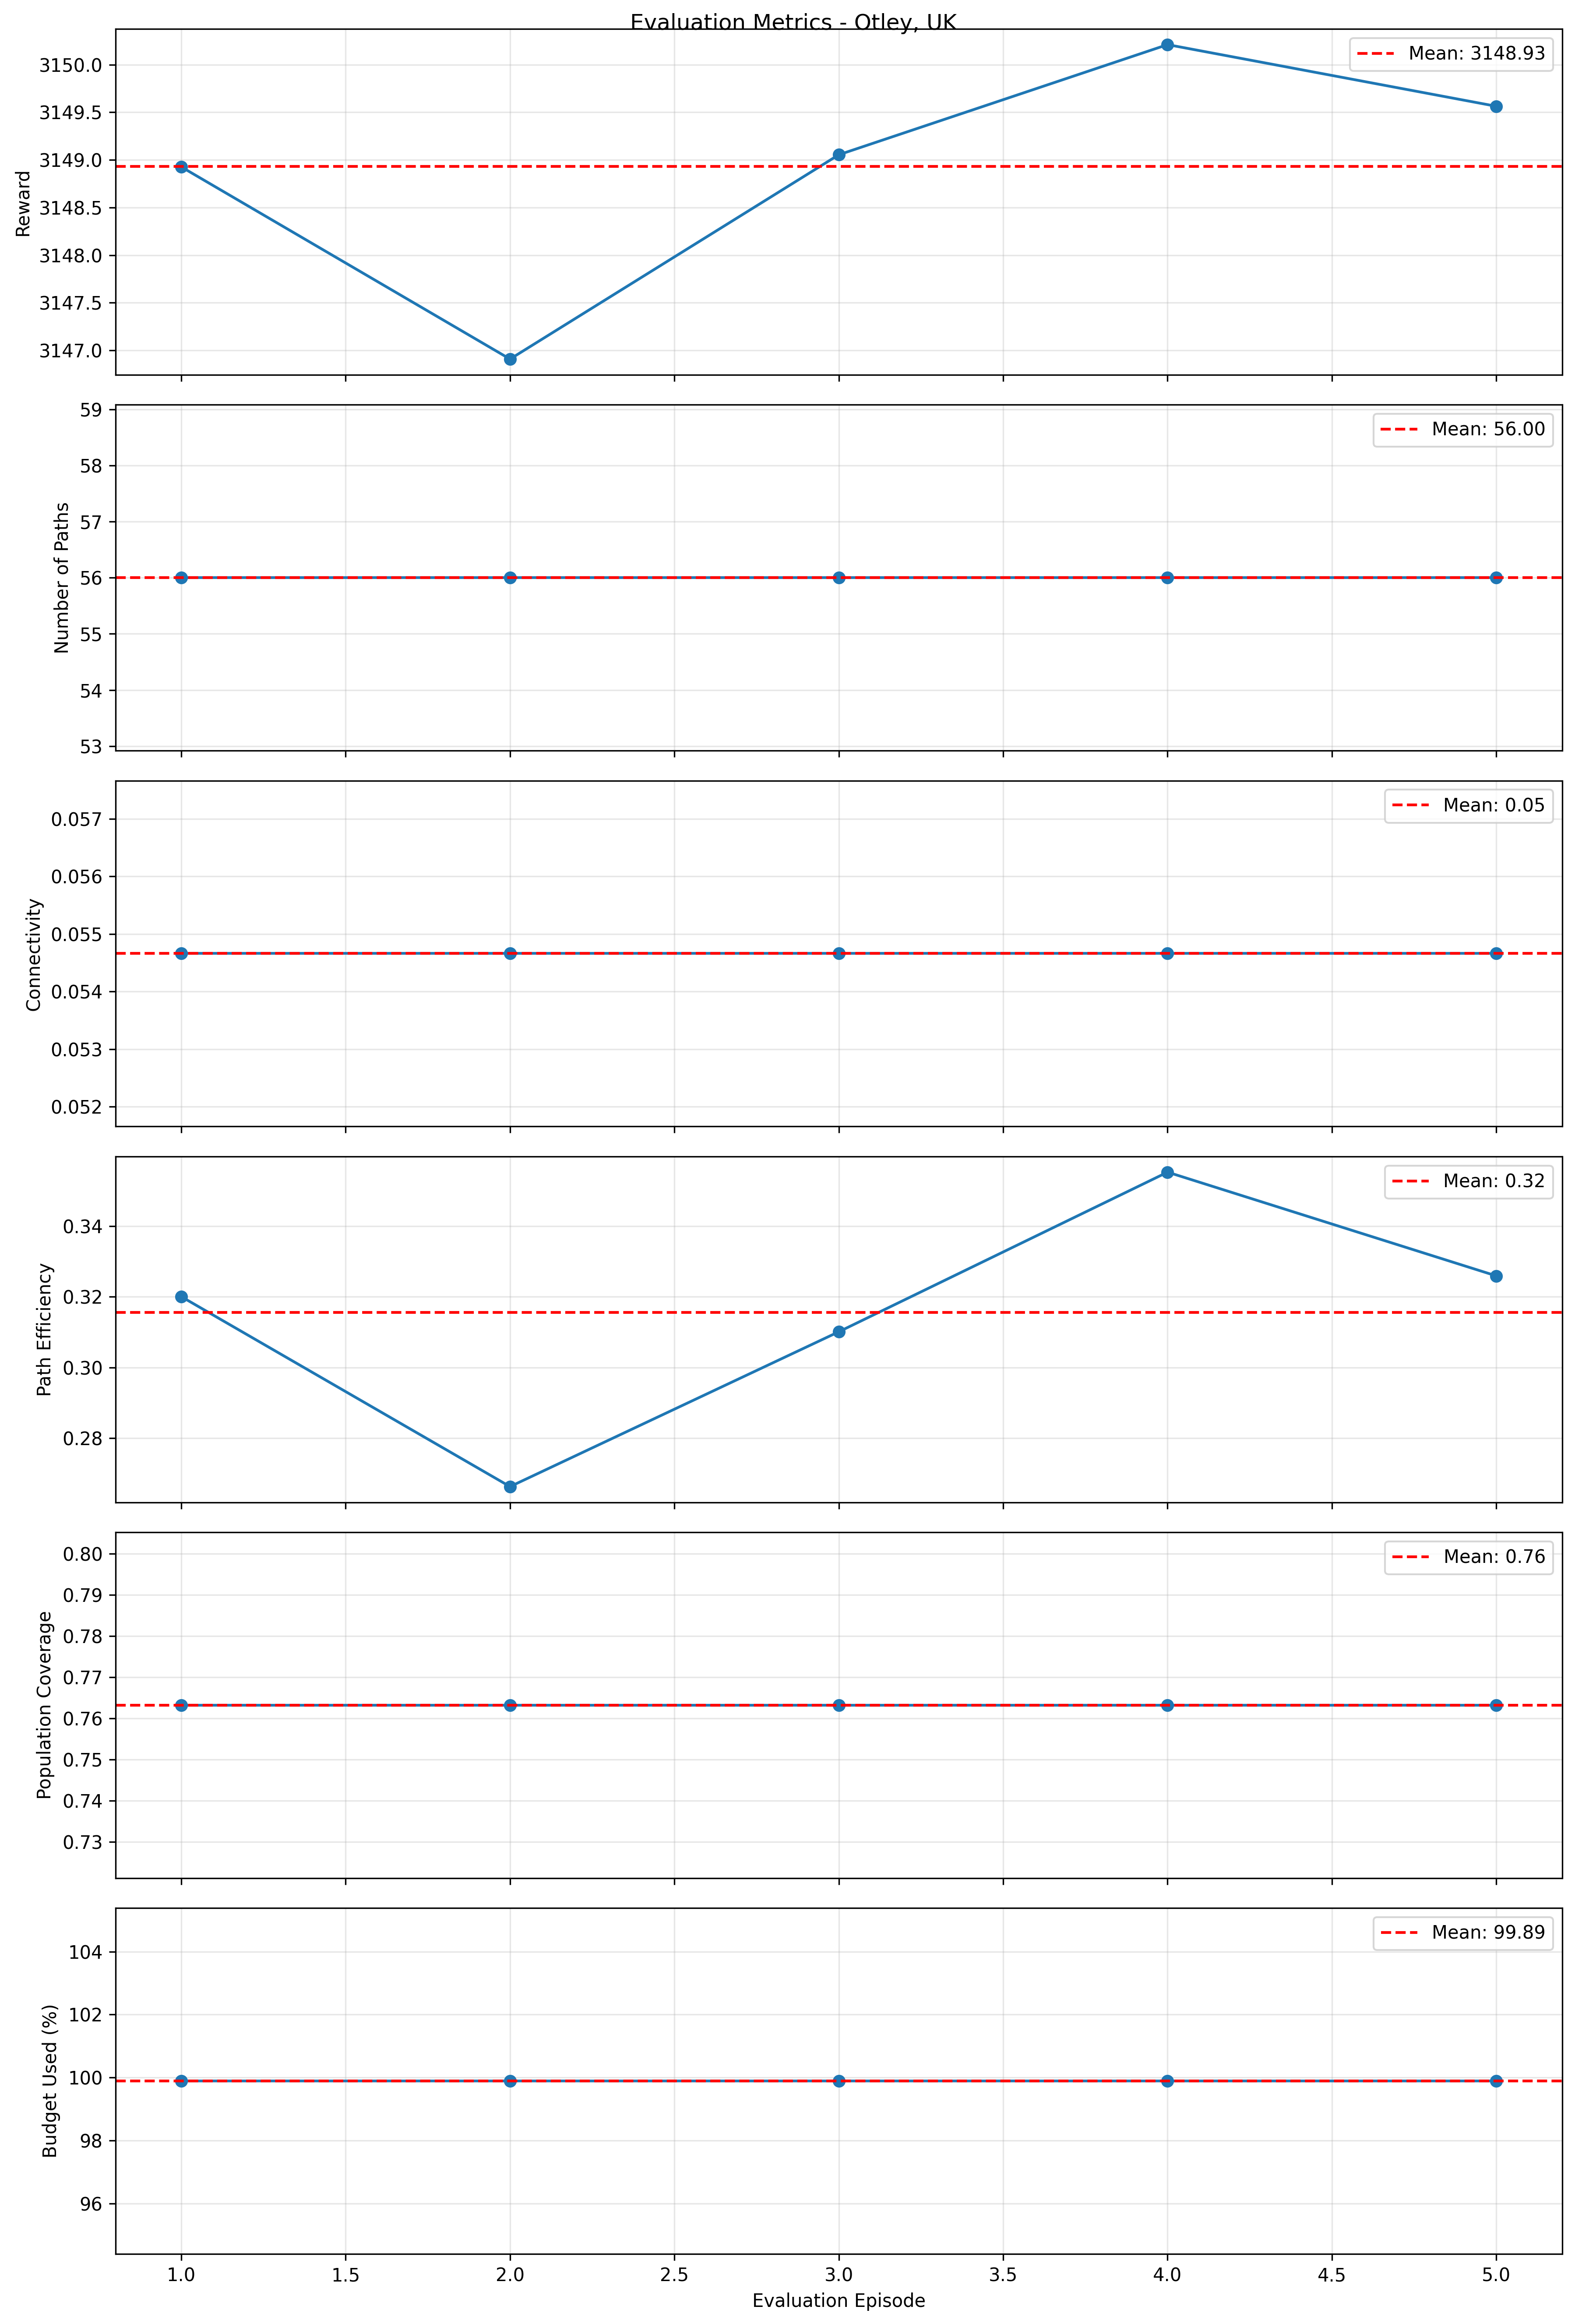 Evaluation Metrics - Otley, UK
Mean: 3148.93
Reward
3150.0
3149.5
3149.0
3148.5
3148.0
3147.5
3147.0
Mean: 56.00
Number of Paths
59
58
57
56
55
54
53
Mean: 0.05
Connectivity
0.057
0.056
0.055
0.054
0.053
0.052
Mean: 0.32
Path Efficiency
0.34
0.32
0.30
0.28
Mean: 0.76
Population Coverage
0.80
0.79
0.78
0.77
0.76
0.75
0.74
0.73
Mean: 99.89
Budget Used (%)
104
102
100
98
96
1.0 1.5 2.0 2.5 3.0 3.5 4.0 4.5 5.0
Evaluation Episode